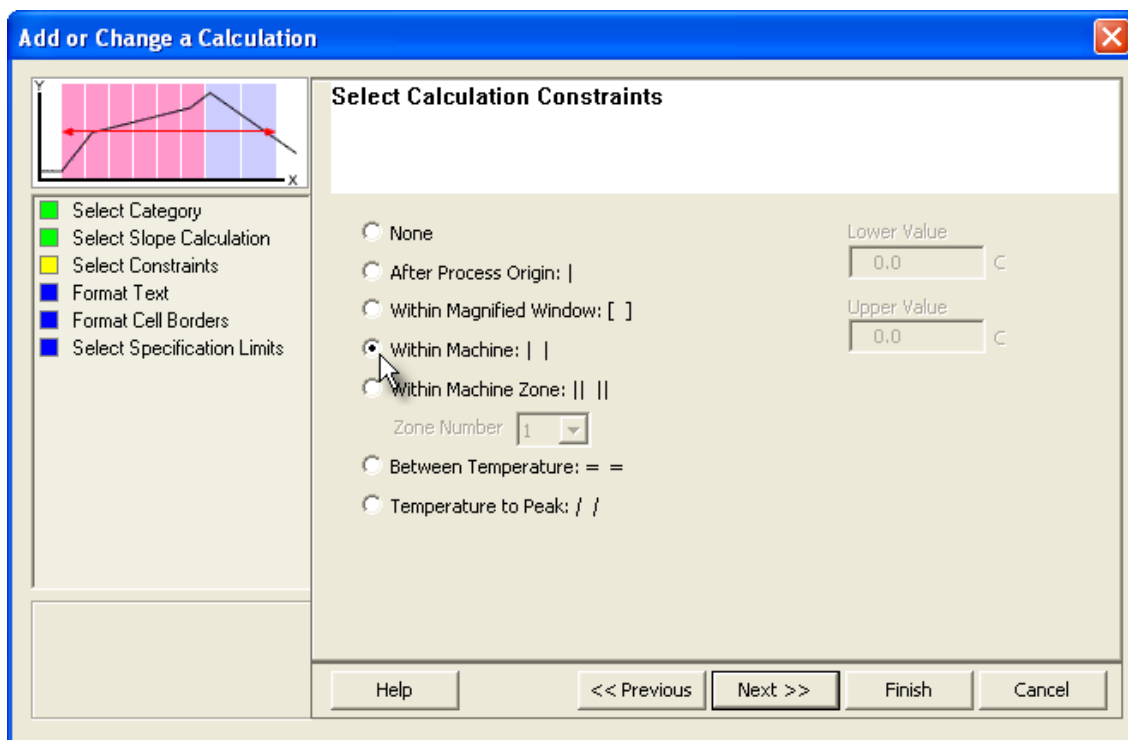 Add or Change a Calculation
Y
X
Select Category
Select Slope Calculation
Select Constraints
Format Text
Format Cell Borders
Select Specification Limits
Select Calculation Constraints
None
After Process Origin: |
Within Magnified Window: [ ]
Within Machine: | |
Within Machine Zone: || ||
Zone Number 1
Between Temperature: = =
Temperature to Peak: / /
Lower Value
0.0 C
Upper Value
0.0 C
Help << Previous Next >> Finish Cancel